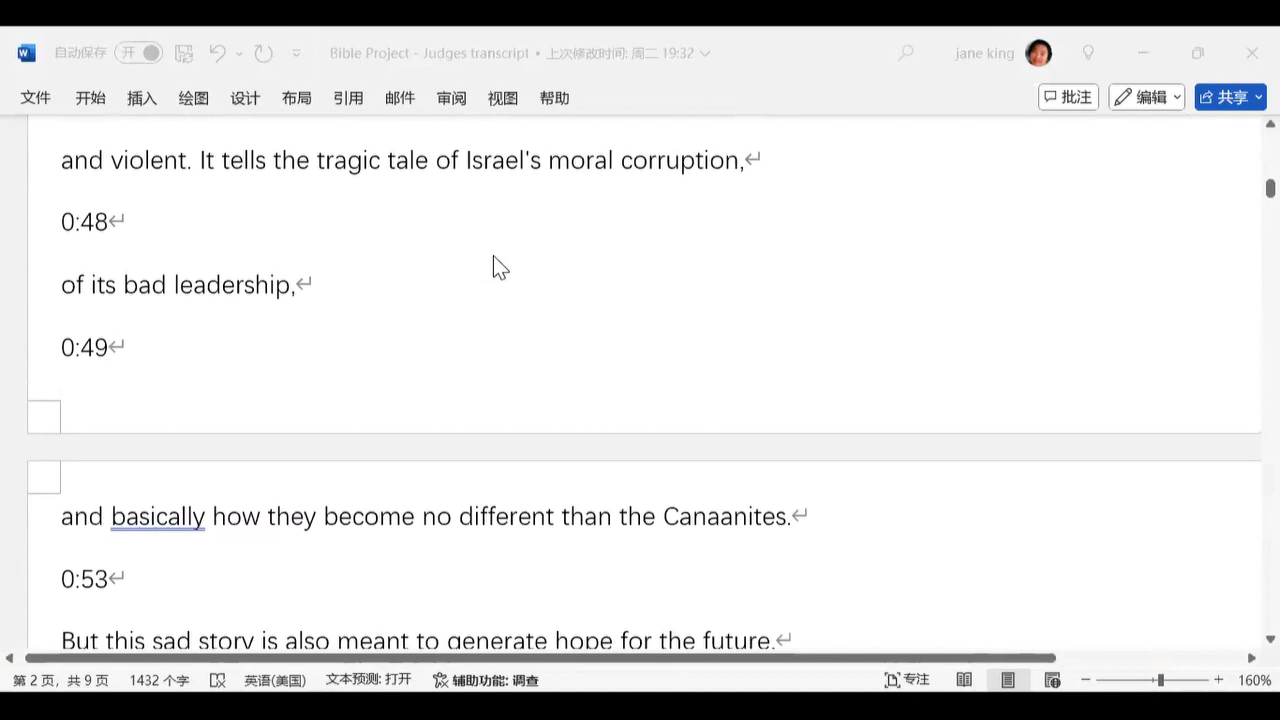 自动保存 开 Bible Project - Judges transcript • 上次修改时间: 周二 19:32 jane king
文件 开始 插入 绘图 设计 布局 引用 邮件 审阅 视图 帮助 批注 编辑 共享
and violent. It tells the tragic tale of Israel's moral corruption,↵
0:48↵
of its bad leadership,↵
0:49↵
and basically how they become no different than the Canaanites.↵
0:53↵
But this sad story is also meant to generate hope for the future.↵
第 2 页, 共 9 页 1432 个字 英语(美国) 文本预测: 打开 辅助功能: 调查 专注 160%